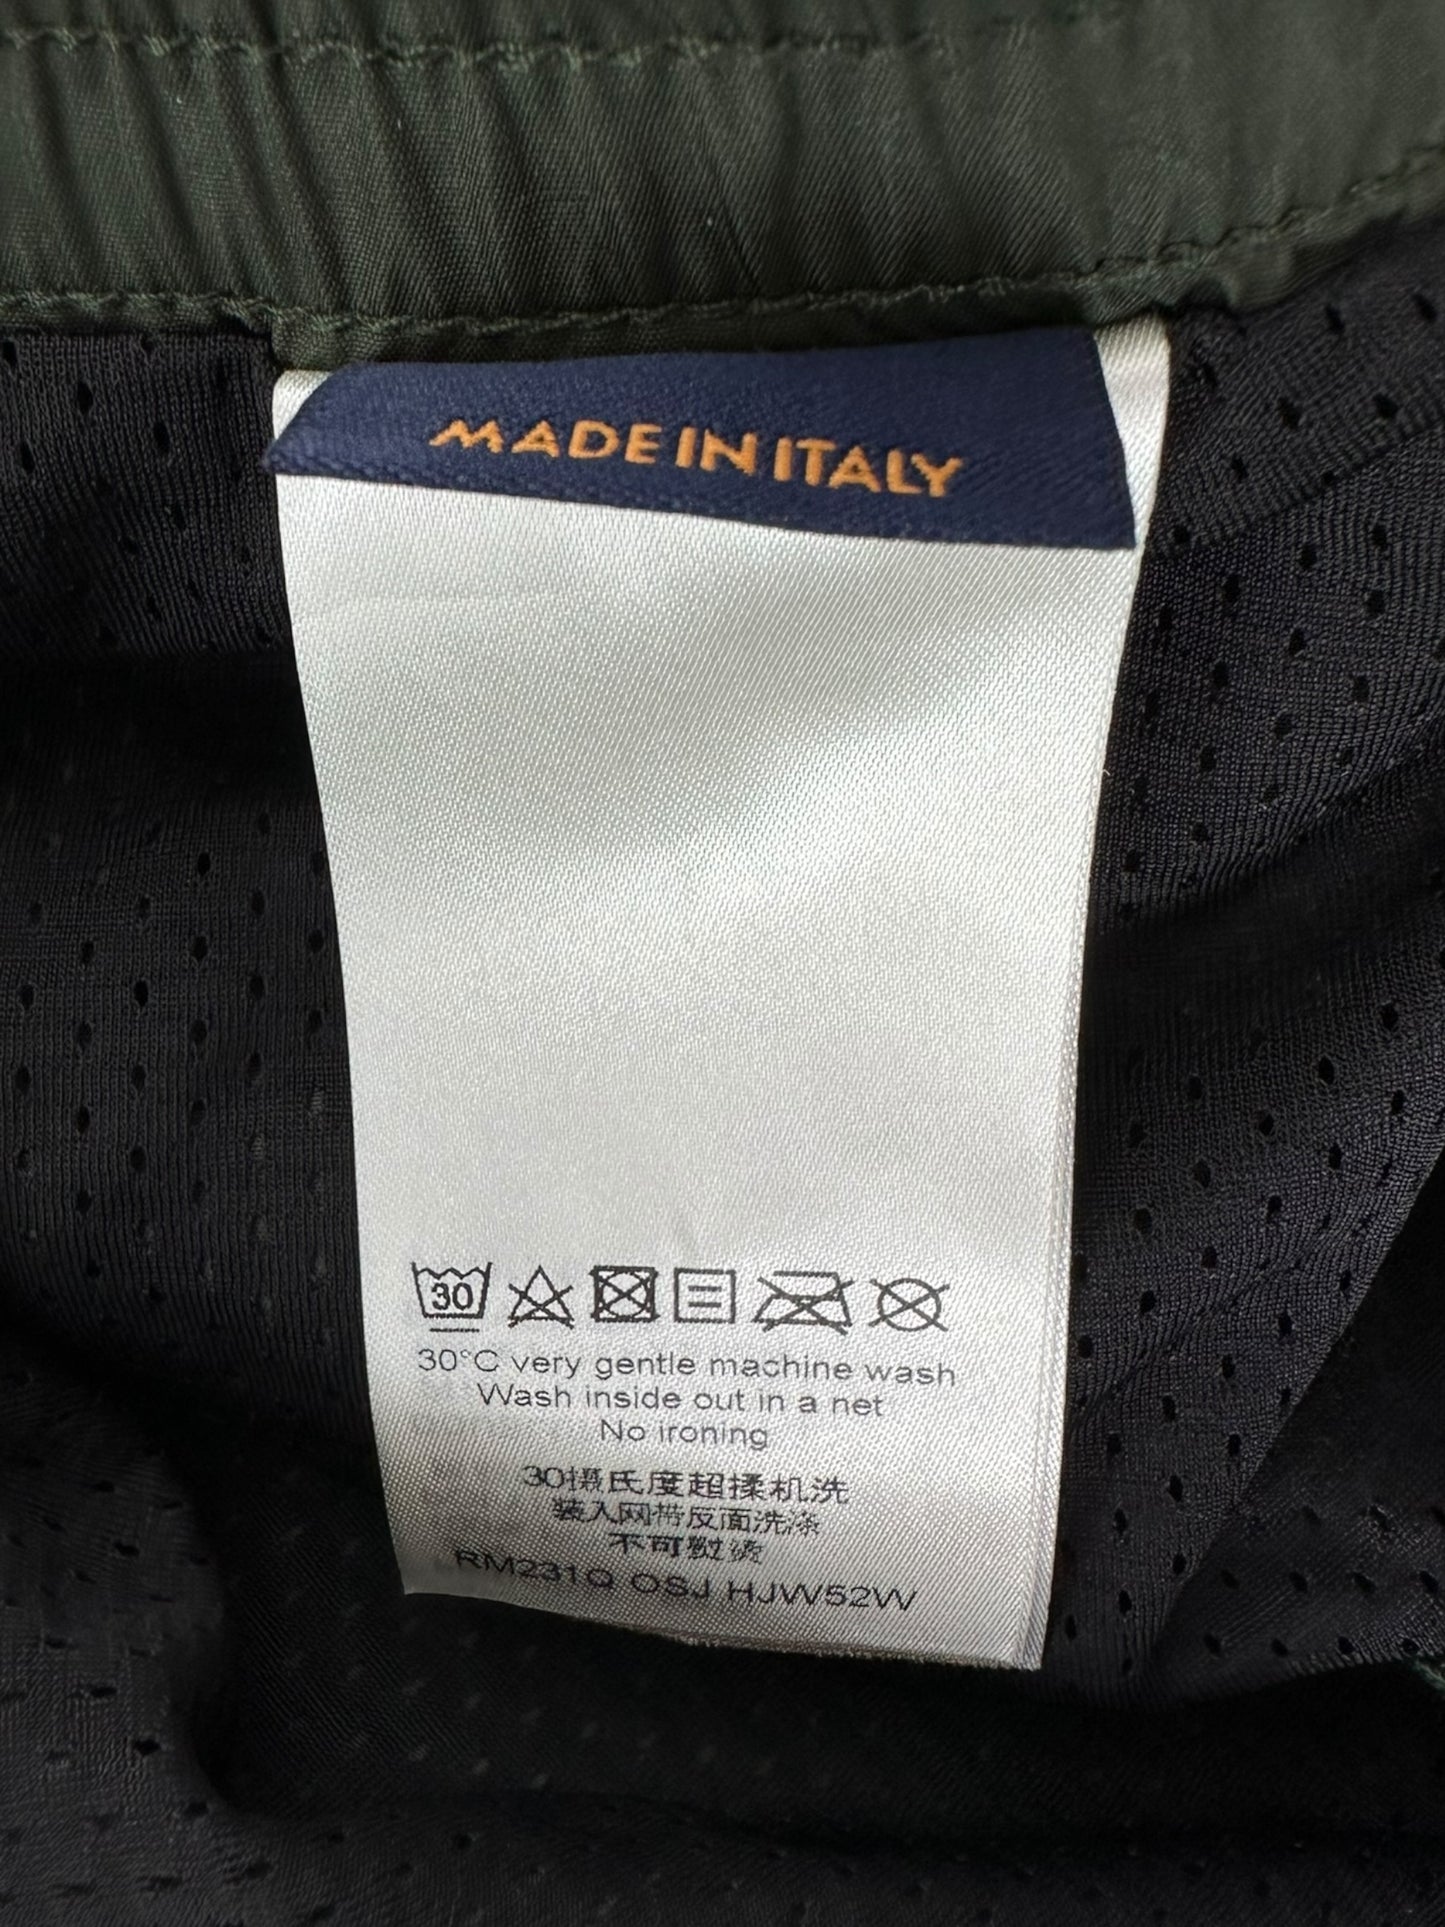 MADE IN ITALY
30
30°C very gentle machine wash
Wash inside out in a net
No ironing
30摄氏度超揉机洗
装入网带反面洗涤
不可熨烫
RM231Q OSJ HJW52W